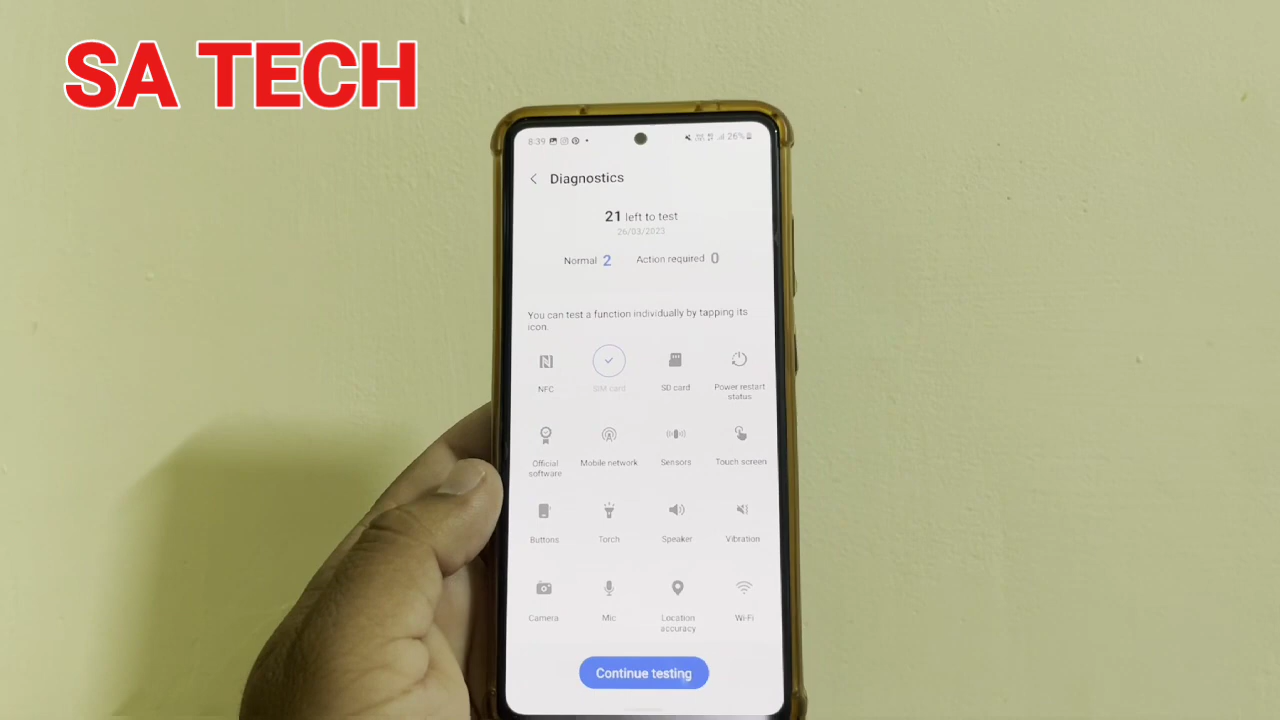 SA TECH
8:39
26%
Diagnostics
21 left to test
26/03/2023
Normal 2 Action required 0
You can test a function individually by tapping its
icon.
NFC SIM card SD card Power restart
status
Official
software Mobile network Sensors Touch screen
Buttons Torch Speaker Vibration
Camera Mic Location
accuracy Wi-Fi
Continue testing